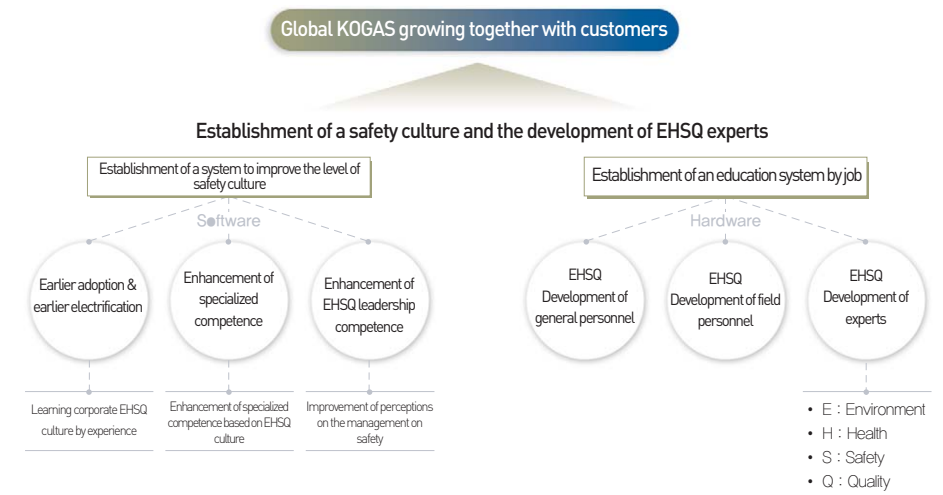 Global KOGAS growing together with customers
Establishment of a safety culture and the development of EHSQ experts
Establishment of a system to improve the level of
safety culture
Software
Earlier adoption &
earlier electrification
Enhancement of
specialized
competence
Enhancement of
EHSQ leadership
competence
Learning corporate EHSQ
culture by experience
Enhancement of specialized
competence based on EHSQ
culture
Improvement of perceptions
on the management on
safety
Establishment of an education system by job
Hardware
EHSQ
Development of
general personnel
EHSQ
Development of field
personnel
EHSQ
Development of
experts
• E : Environment
• H : Health
• S : Safety
• Q : Quality